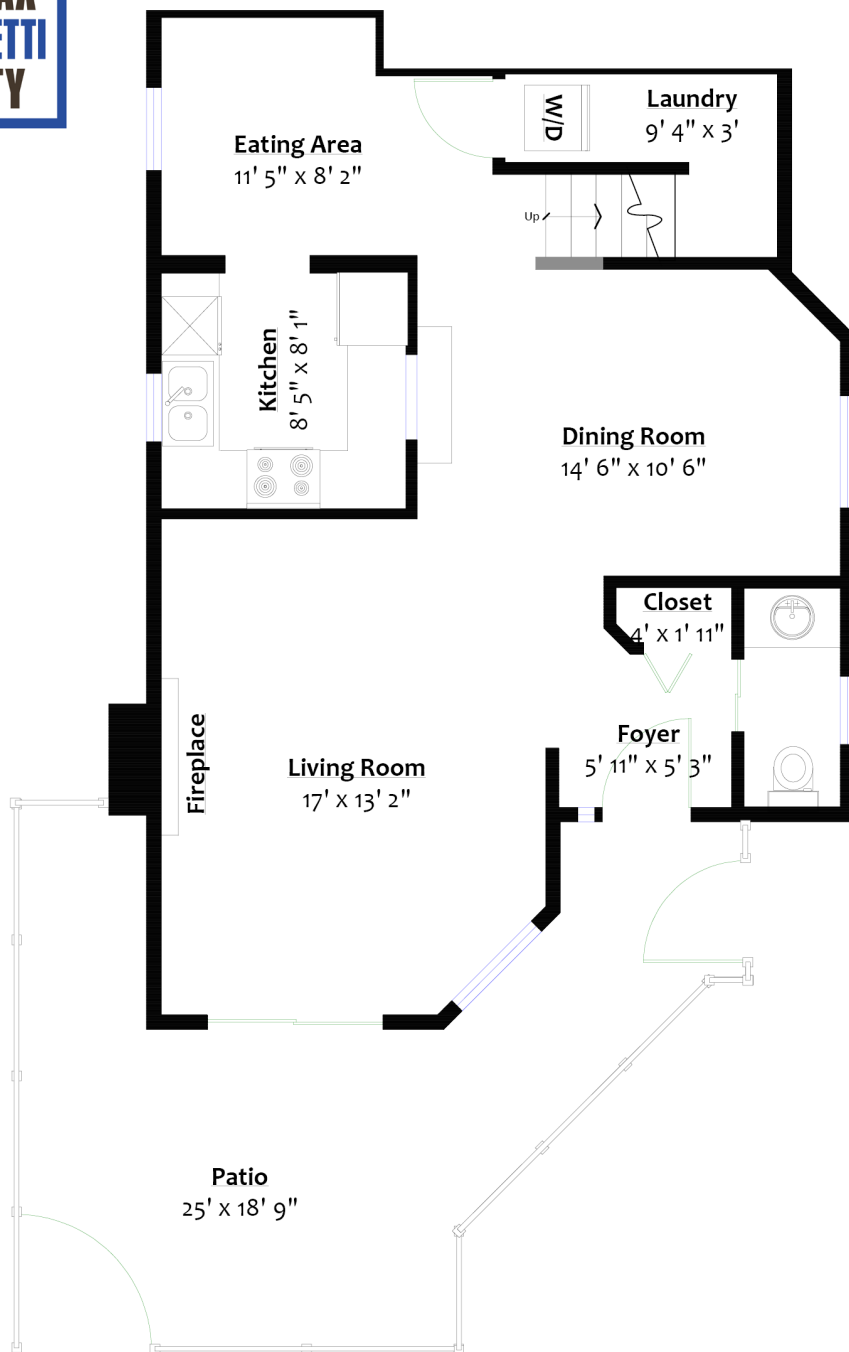 ETTI
Laundry
9' 4" x 3'
W/D
Eating Area
11' 5" x 8' 2"
Up
Kitchen
8' 5" x 8' 1"
Dining Room
14' 6" x 10' 6"
Closet
4' x 1' 11"
Foyer
5' 11" x 5' 3"
Fireplace
Living Room
17' x 13' 2"
Patio
25' x 18' 9"